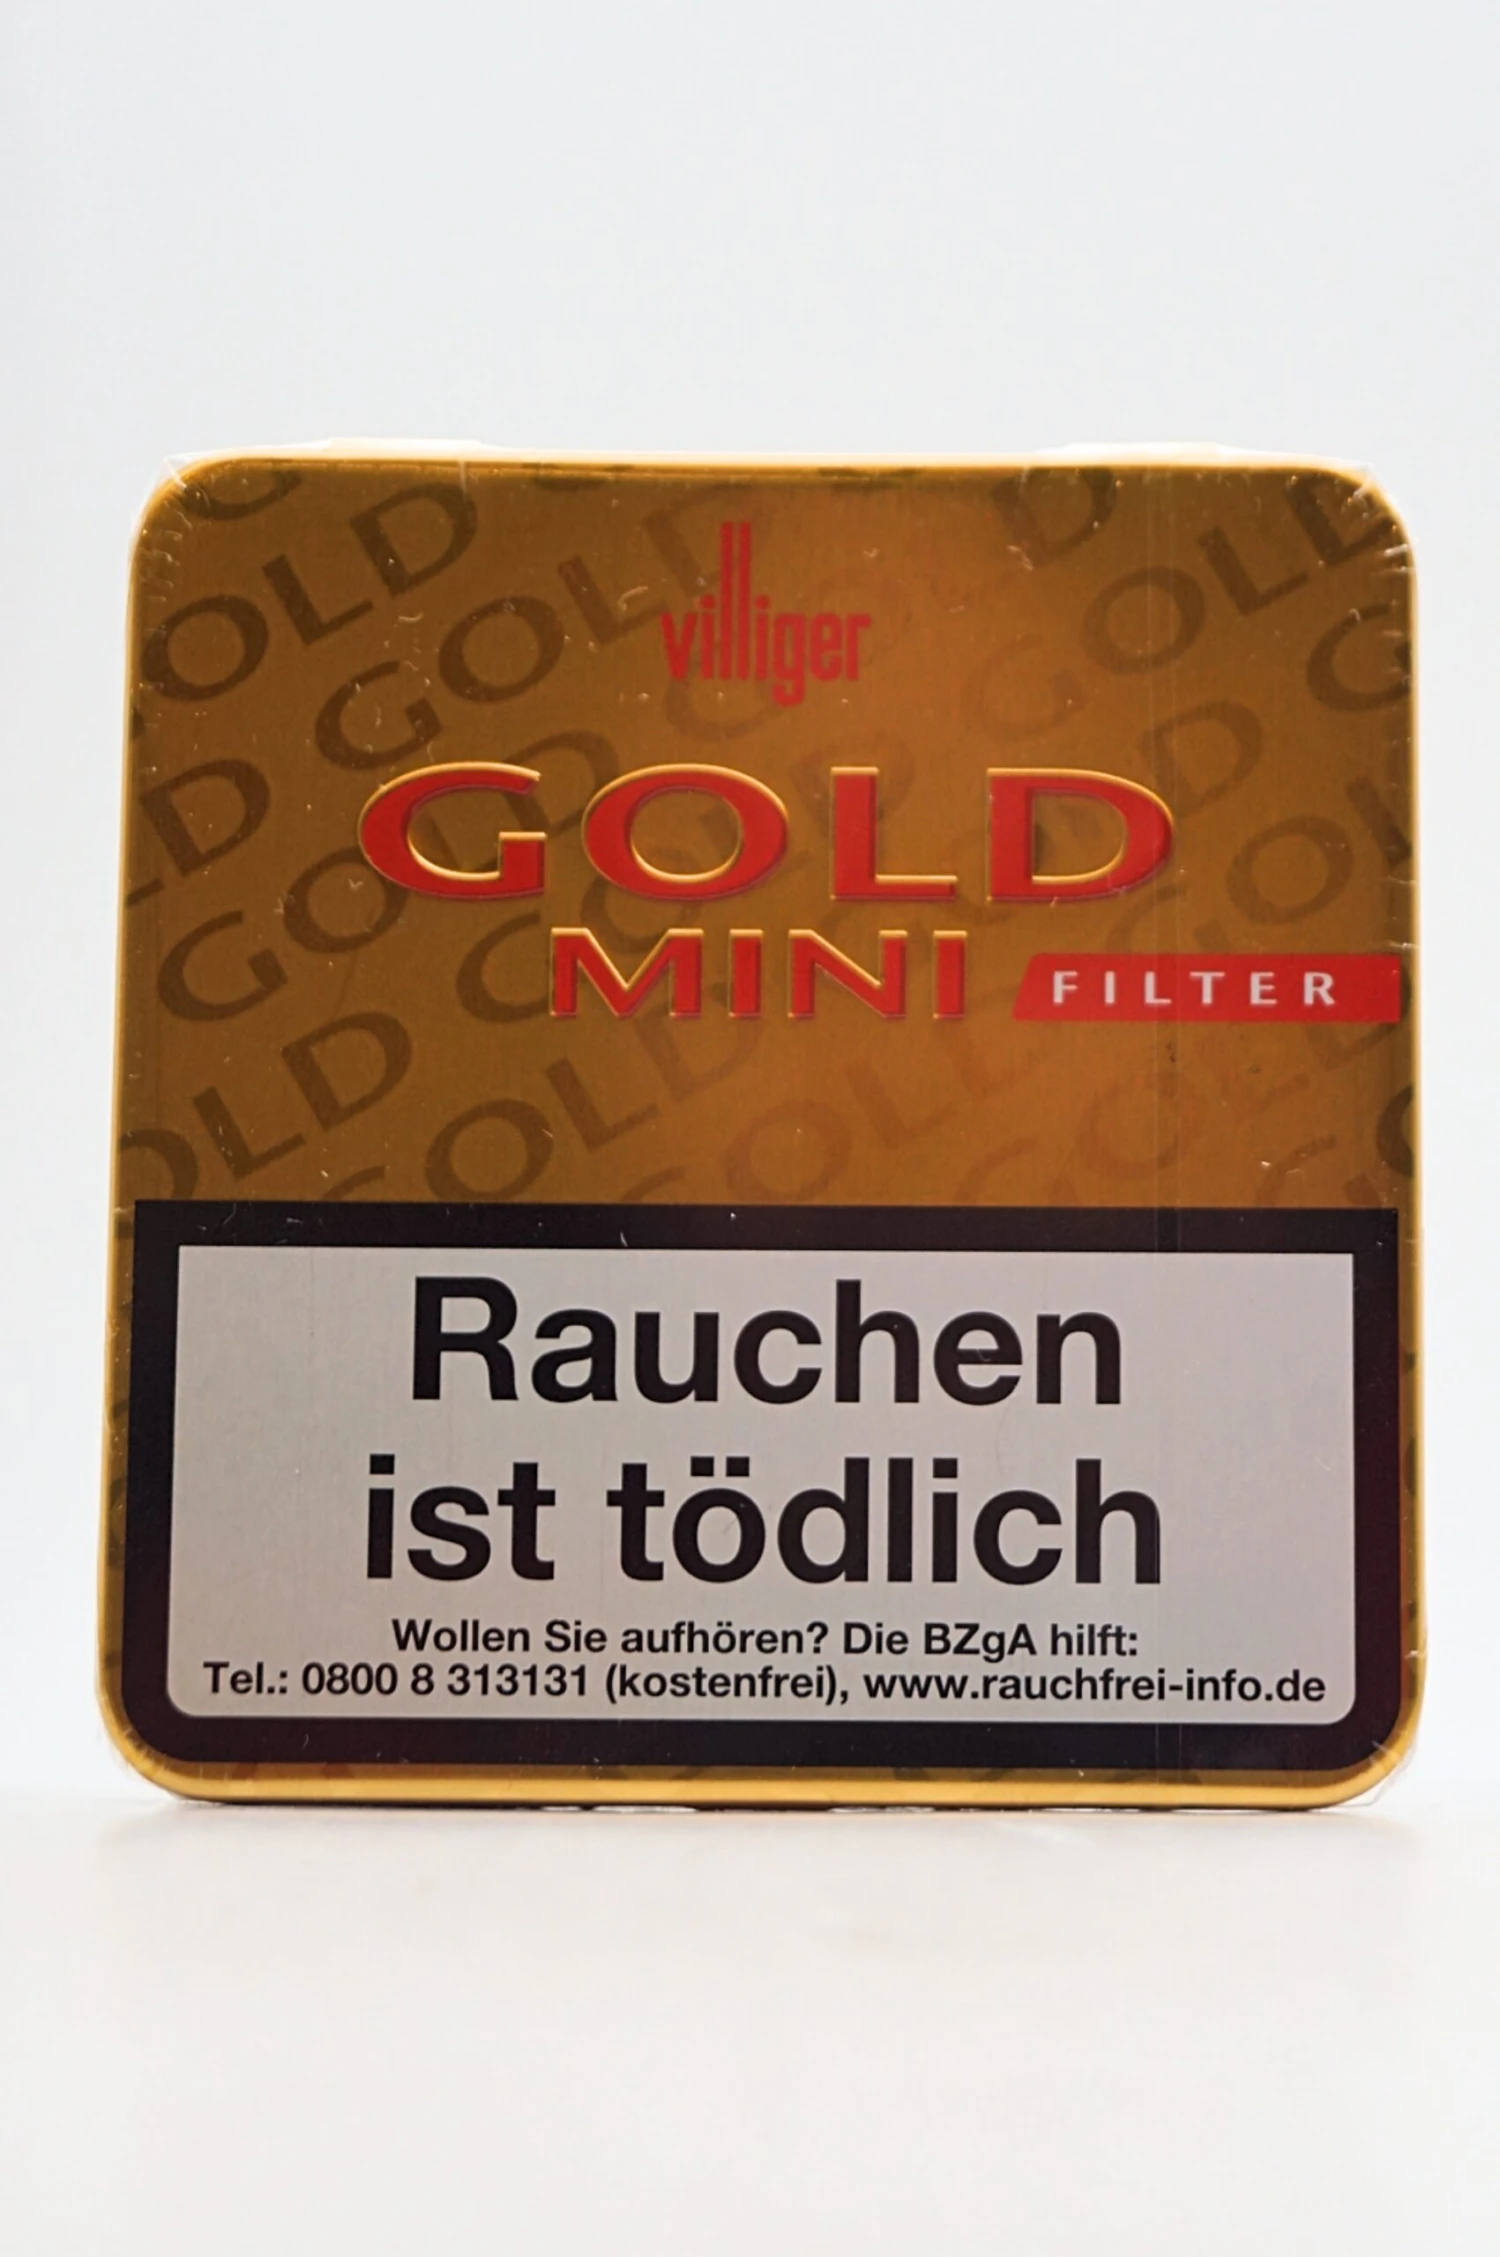 villiger
GOLD
MINI FILTER
Rauchen
ist tödlich
Wollen Sie aufhören? Die BZgA hilft:
Tel.: 0800 8 313131 (kostenfrei), www.rauchfrei-info.de